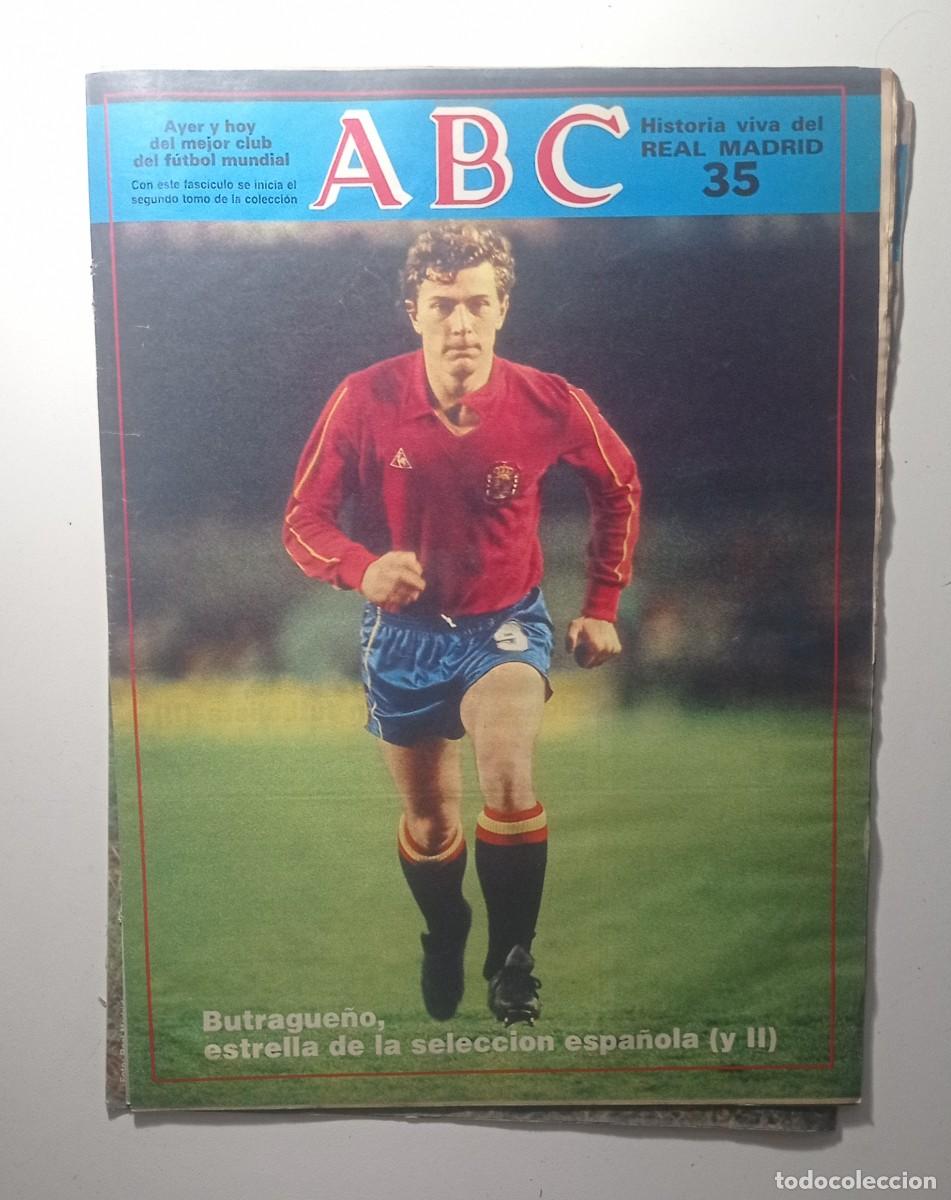 Ayer y hoy
del mejor club
del fútbol mundial
Con este fascículo se inicia el
segundo tomo de la colección
ABC
Historia viva del
REAL MADRID
35
9
Butragueño,
estrella de la seleccion española (y II)
todocoleccion